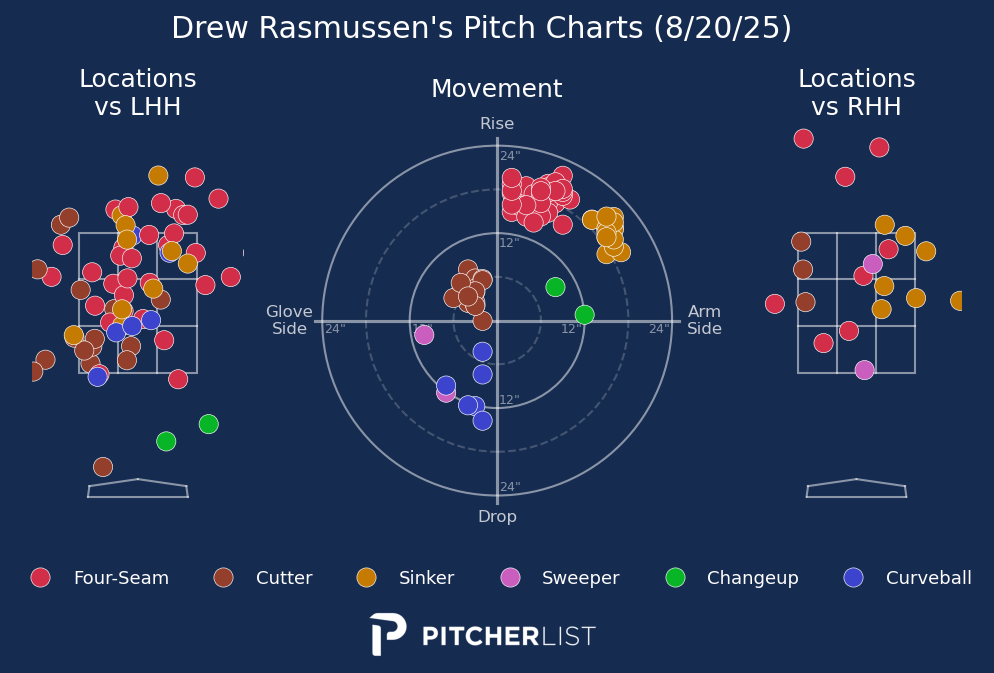 Drew Rasmussen's Pitch Charts (8/20/25)
Locations
vs LHH
Movement
Locations
vs RHH
Rise
24"
12"
Glove
Side
24"
12"
24"
Arm
Side
12"
24"
Drop
Four-Seam
Cutter
Sinker
Sweeper
Changeup
Curveball
PITCHERLIST